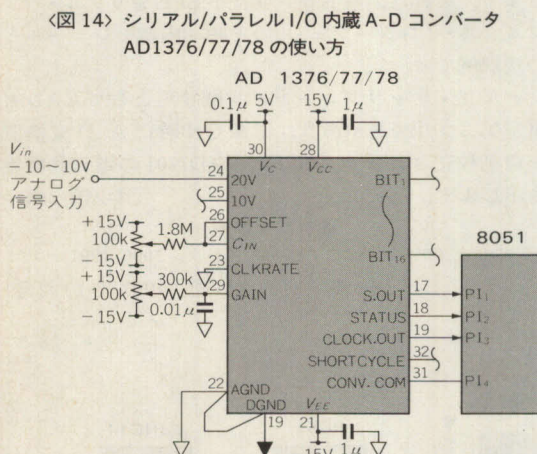 〈図 14〉 シリアル/パラレル I/O 内蔵 A-D コンバータ
AD1376/77/78 の使い方
AD 1376/77/78
0.1μ 5V 15V 1μ
30 28
Vin
-10～10V
アナログ
信号入力
VC VCC
24 20V BIT1
25 10V
26 OFFSET
27 CIN
+15V
100k 1.8M
-15V
BIT16
8051
23 CLKRATE
+15V
100k 300k
29 GAIN
0.01μ
-15V
S.OUT 17 PI1
STATUS 18 PI2
CLOCK.OUT 19 PI3
SHORTCYCLE 32
CONV. COM 31 PI4
22 AGND
DGND VEE
19 21
15V 1μ